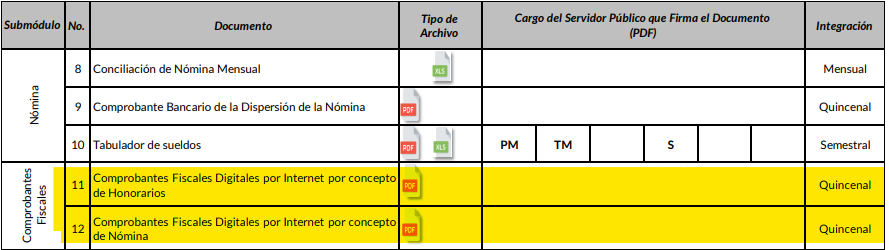 Submódulo No. Documento Tipo de Archivo Cargo del Servidor Público que Firma el Documento (PDF) Integración
Nómina
8 Conciliación de Nómina Mensual XLS Mensual
9 Comprobante Bancario de la Dispersión de la Nómina PDF Quincenal
10 Tabulador de sueldos PDF XLS PM TM S Semestral
Comprobantes
Fiscales
11 Comprobantes Fiscales Digitales por Internet por concepto
de Honorarios PDF Quincenal
12 Comprobantes Fiscales Digitales por Internet por concepto
de Nómina PDF Quincenal